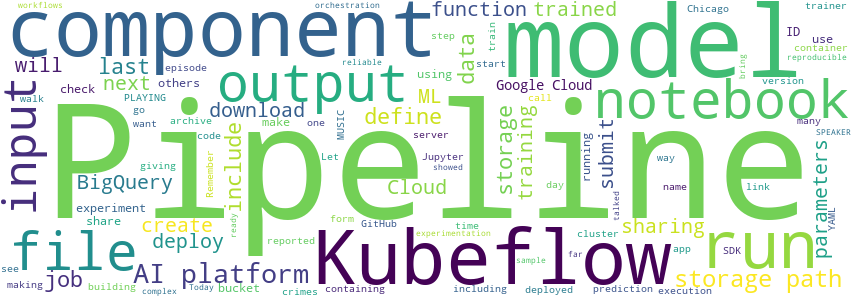 workflows orchestration Chicago trainer
component function trained ID use
model step train container
will last episode data reliable start bring reproducible
input next others using version
check output ML Google Cloud notebook
walk PLAYING download call
go want archive make one MUSIC server storage training running submit many SPEAKER
code define Let Jupyter showed
Pipeline
giving include Remember Cloud day way
BigQuery talked name link parameters YAML
experiment form GitHub
share create ready reported time sharing
file deploy Kubeflow experimentation cluster app SDK run
see job AI platform sample so far storage path
making building complex Today bucket crimes containing including deployed prediction execution